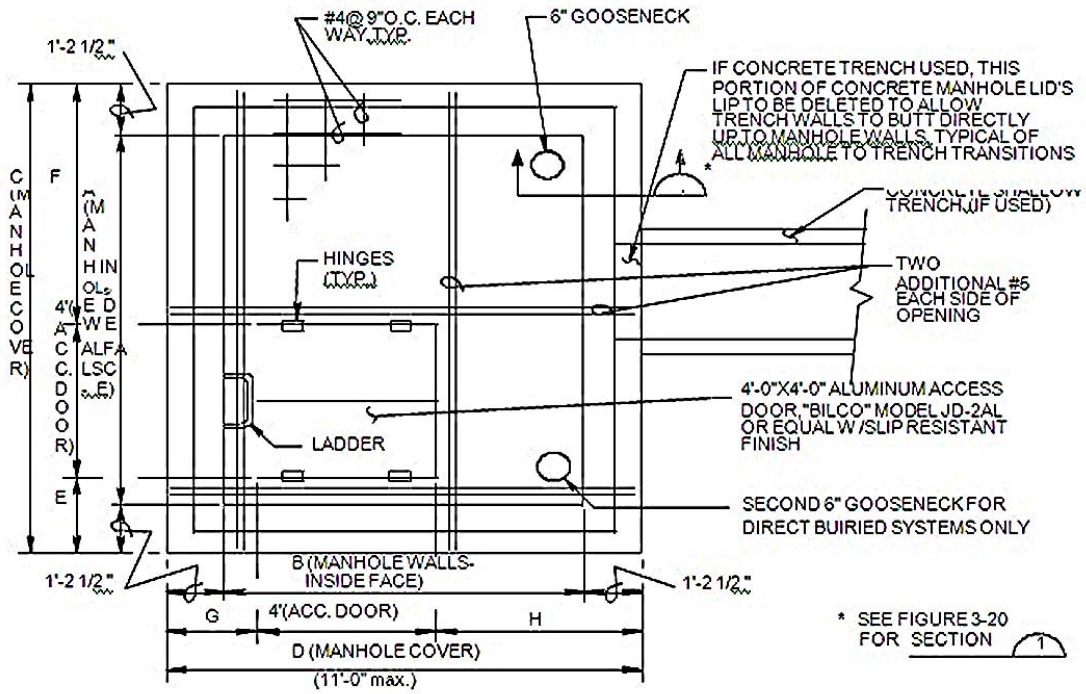 #4@ 9"O.C. EACH
WAY,TYP.
6" GOOSENECK
1'-2 1/2"
IF CONCRETE TRENCH USED, THIS
PORTION OF CONCRETE MANHOLE LID'S
LIP TO BE DELETED TO ALLOW
TRENCH WALLS TO BUTT DIRECTLY
UP TO MANHOLE WALLS, TYPICAL OF
ALL MANHOLE TO TRENCH TRANSITIONS
*
CONCRETE SHALLOW
TRENCH,(IF USED)
C (MANHOLE COVER)
F
4'(ACC.DOOR)
E
HINGES
(TYP.)
TWO
ADDITIONAL #5
EACH SIDE OF
OPENING
4'-0"X4'-0" ALUMINUM ACCESS
DOOR,"BILCO" MODEL JD-2AL
OR EQUAL W/SLIP RESISTANT
FINISH
LADDER
SECOND 6" GOOSENECK FOR
DIRECT BUIRIED SYSTEMS ONLY
1'-2 1/2"
B (MANHOLE WALLS-
INSIDE FACE)
1'-2 1/2"
G
4'(ACC. DOOR)
H
D (MANHOLE COVER)
(11'-0" max.)
* SEE FIGURE 3-20
FOR SECTION
1